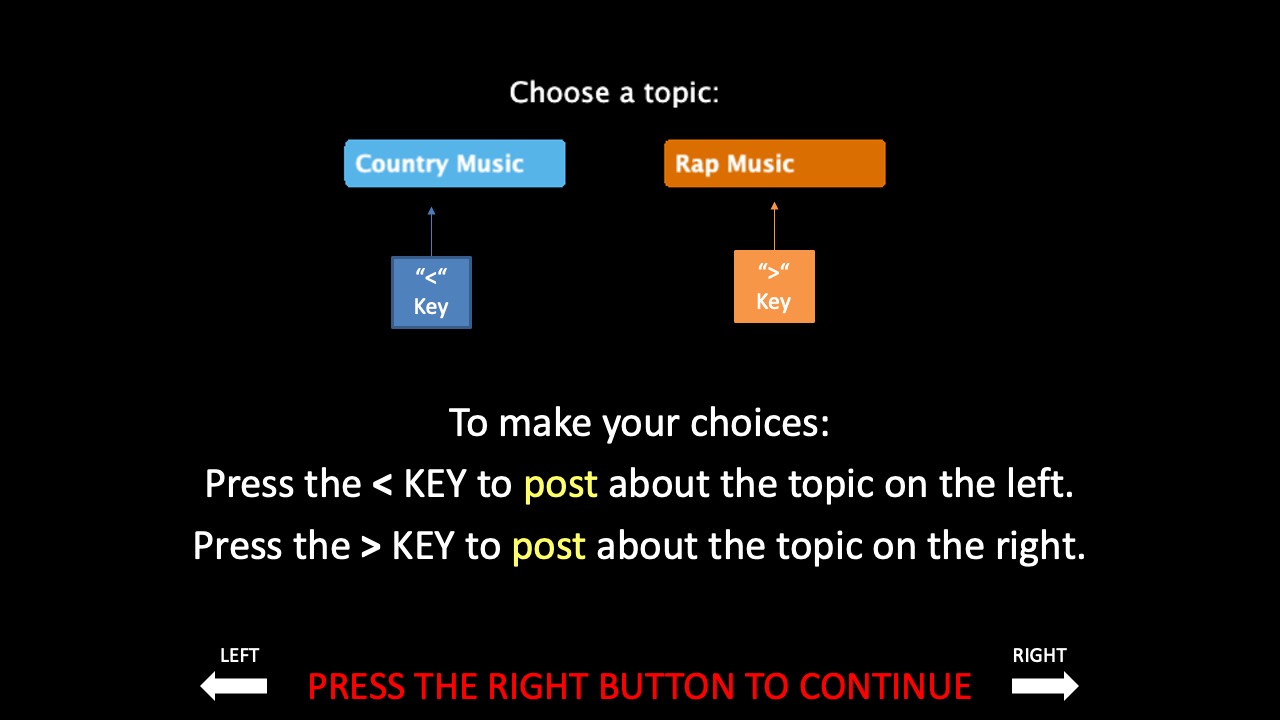 Choose a topic:
Country Music
Rap Music
“<“
Key
“>“
Key
To make your choices:
Press the < KEY to post about the topic on the left.
Press the > KEY to post about the topic on the right.
LEFT
RIGHT
PRESS THE RIGHT BUTTON TO CONTINUE